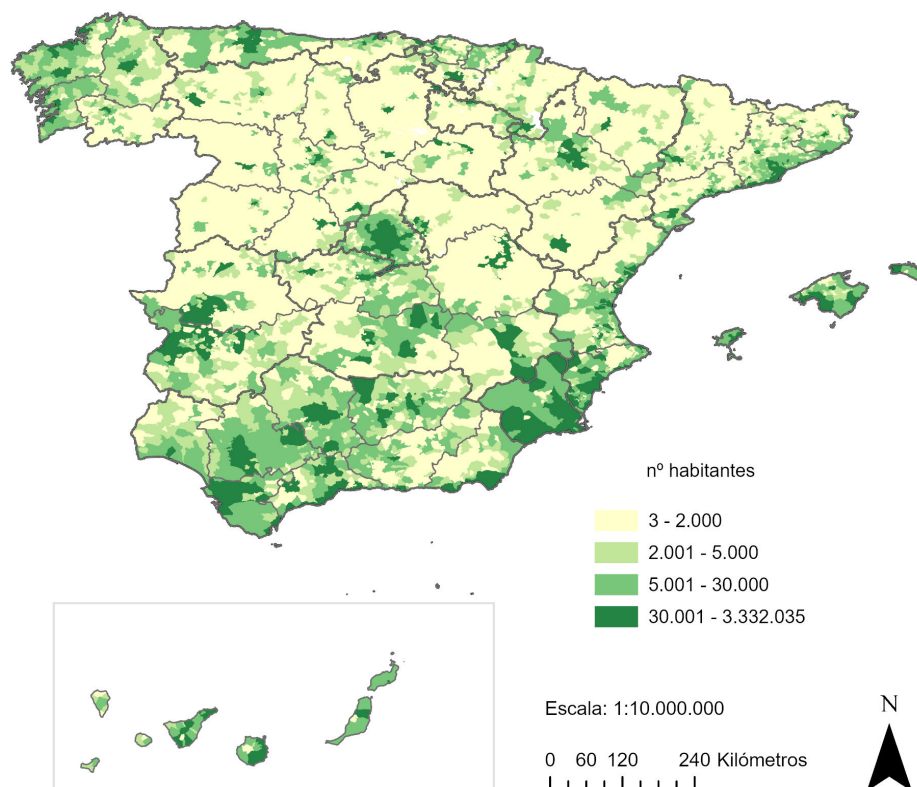 nº habitantes
3 - 2.000
2.001 - 5.000
5.001 - 30.000
30.001 - 3.332.035
Escala: 1:10.000.000
N
0 60 120 240 Kilómetros